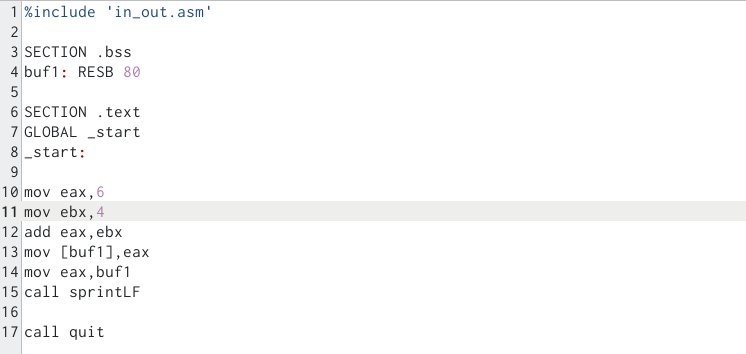 1 %include 'in_out.asm'
2
3 SECTION .bss
4 buf1: RESB 80
5
6 SECTION .text
7 GLOBAL _start
8 _start:
9
10 mov eax,6
11 mov ebx,4
12 add eax,ebx
13 mov [buf1],eax
14 mov eax,buf1
15 call sprintLF
16
17 call quit